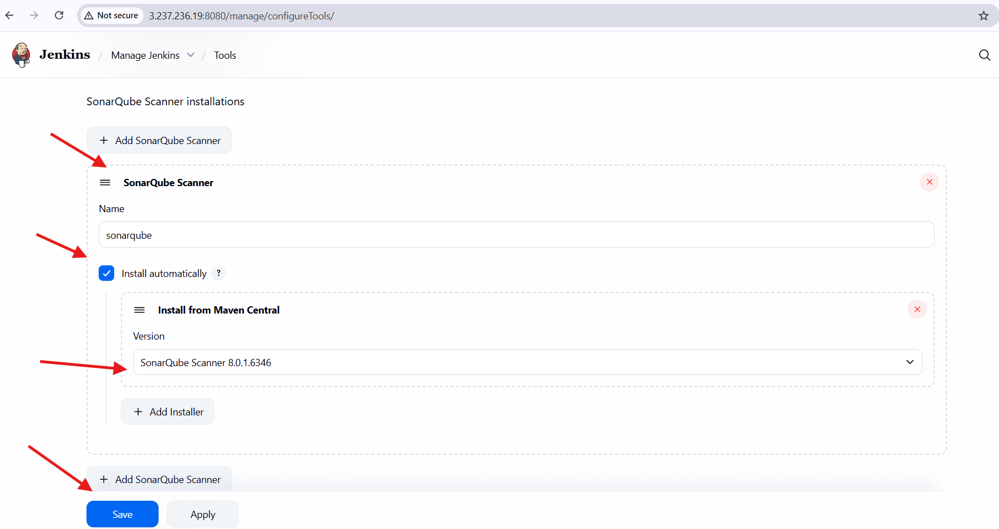 Not secure 3.237.236.19:8080/manage/configureTools/
Jenkins / Manage Jenkins / Tools
SonarQube Scanner installations
+ Add SonarQube Scanner
SonarQube Scanner
Name
sonarqube
Install automatically ?
Install from Maven Central
Version
SonarQube Scanner 8.0.1.6346
+ Add Installer
+ Add SonarQube Scanner
Save Apply